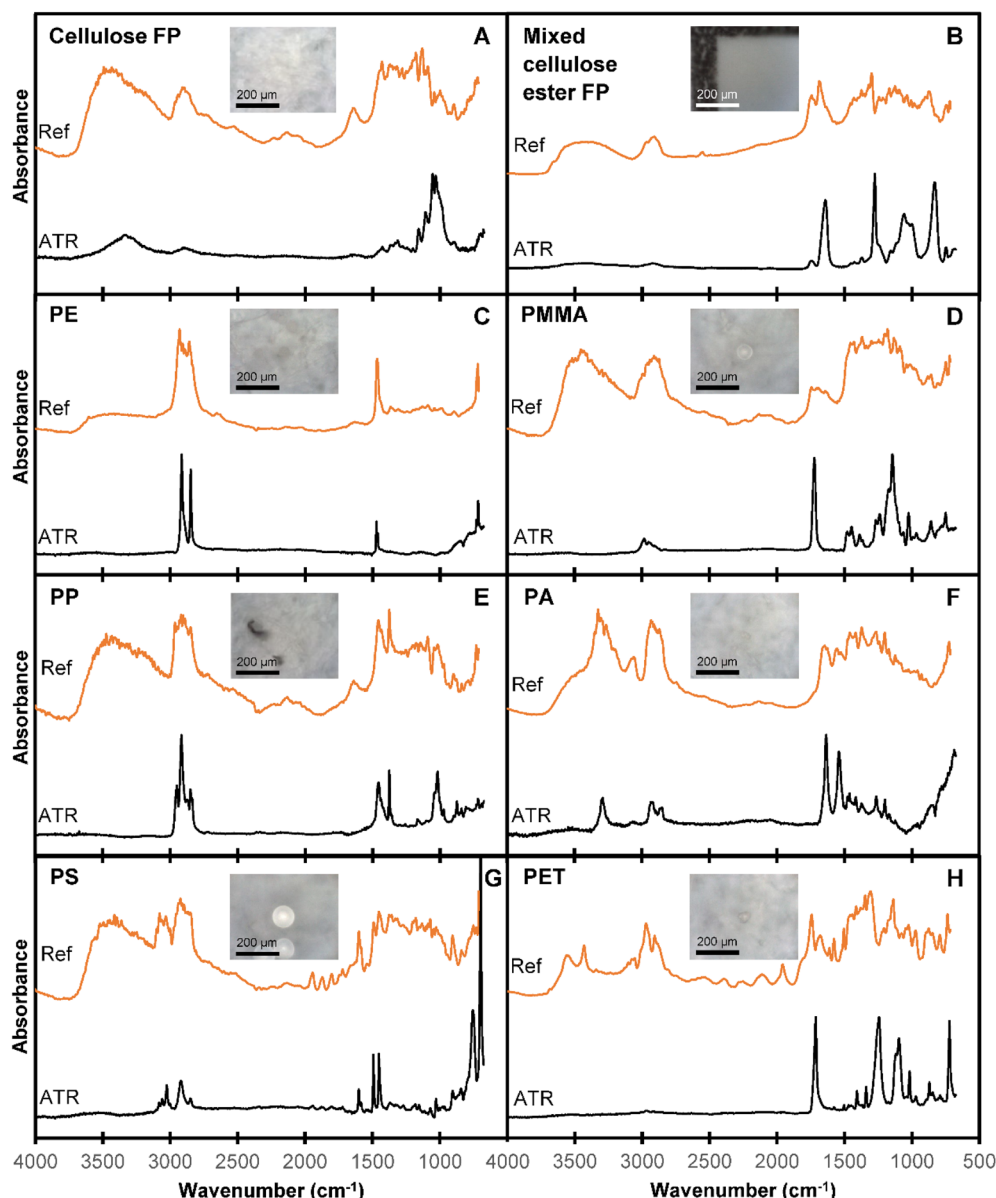 Cellulose FP
A
200 µm
Ref
ATR
Absorbance
Mixed
cellulose
ester FP
B
200 µm
Ref
ATR
PE
C
200 µm
Ref
ATR
Absorbance
PMMA
D
200 µm
Ref
ATR
PP
E
200 µm
Ref
ATR
Absorbance
PA
F
200 µm
Ref
ATR
PS
G
200 µm
Ref
ATR
Absorbance
PET
H
200 µm
Ref
ATR
4000 3500 3000 2500 2000 1500 1000 4000 3500 3000 2500 2000 1500 1000 500
Wavenumber (cm-1) Wavenumber (cm-1)